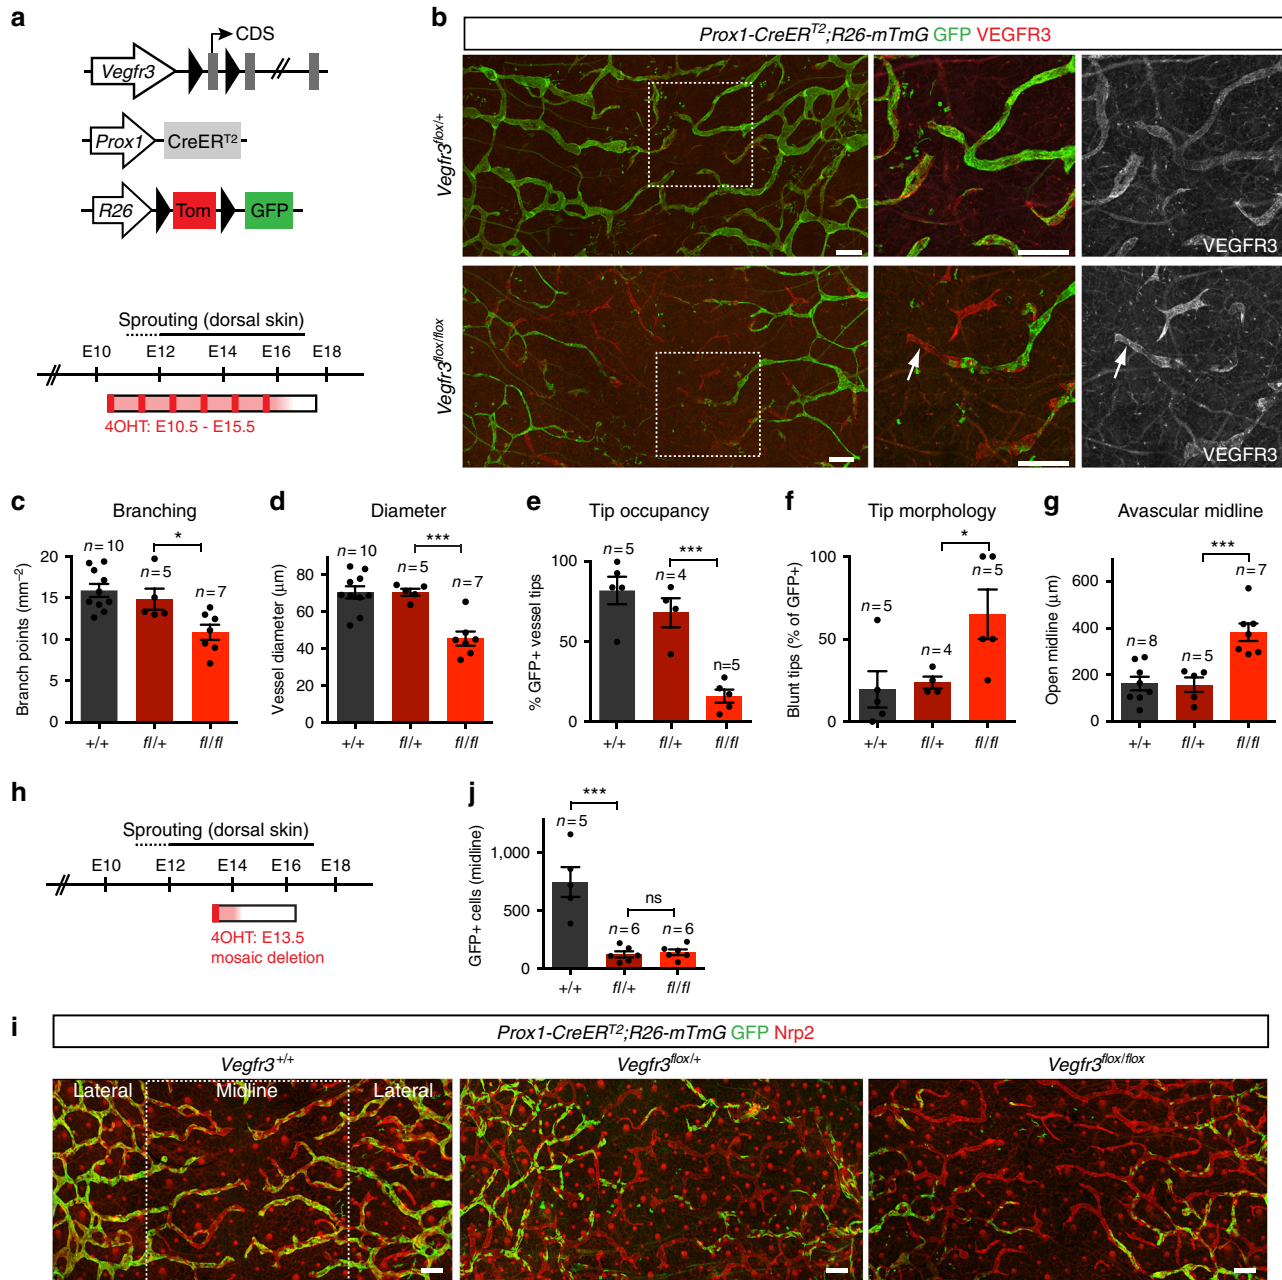 a
CDS
Vegfr3
Prox1
CreERT2
R26
Tom
GFP
Sprouting (dorsal skin)
E10 E12 E14 E16 E18
4OHT: E10.5 - E15.5
b
Prox1-CreERT2;R26-mTmG GFP VEGFR3
Vegfr3flox/+
VEGFR3
Vegfr3flox/flox
VEGFR3
c
Branching
Branch points (mm−2)
20
15
10
5
0
n=10
n=5
*
n=7
+/+ fl/+ fl/fl
d
Diameter
Vessel diameter (µm)
80
60
40
20
0
n=10
n=5
***
n=7
+/+ fl/+ fl/fl
e
Tip occupancy
% GFP+ vessel tips
100
50
0
n=5
n=4
***
n=5
+/+ fl/+ fl/fl
f
Tip morphology
Blunt tips (% of GFP+)
100
50
0
n=5
n=4
*
n=5
+/+ fl/+ fl/fl
g
Avascular midline
Open midline (µm)
600
400
200
0
n=8
n=5
***
n=7
+/+ fl/+ fl/fl
h
Sprouting (dorsal skin)
E10 E12 E14 E16 E18
4OHT: E13.5
mosaic deletion
j
GFP+ cells (midline)
1,000
500
0
***
n=5
ns
n=6
n=6
+/+ fl/+ fl/fl
i
Prox1-CreERT2;R26-mTmG GFP Nrp2
Vegfr3+/+
Vegfr3flox/+
Vegfr3flox/flox
Lateral Midline Lateral